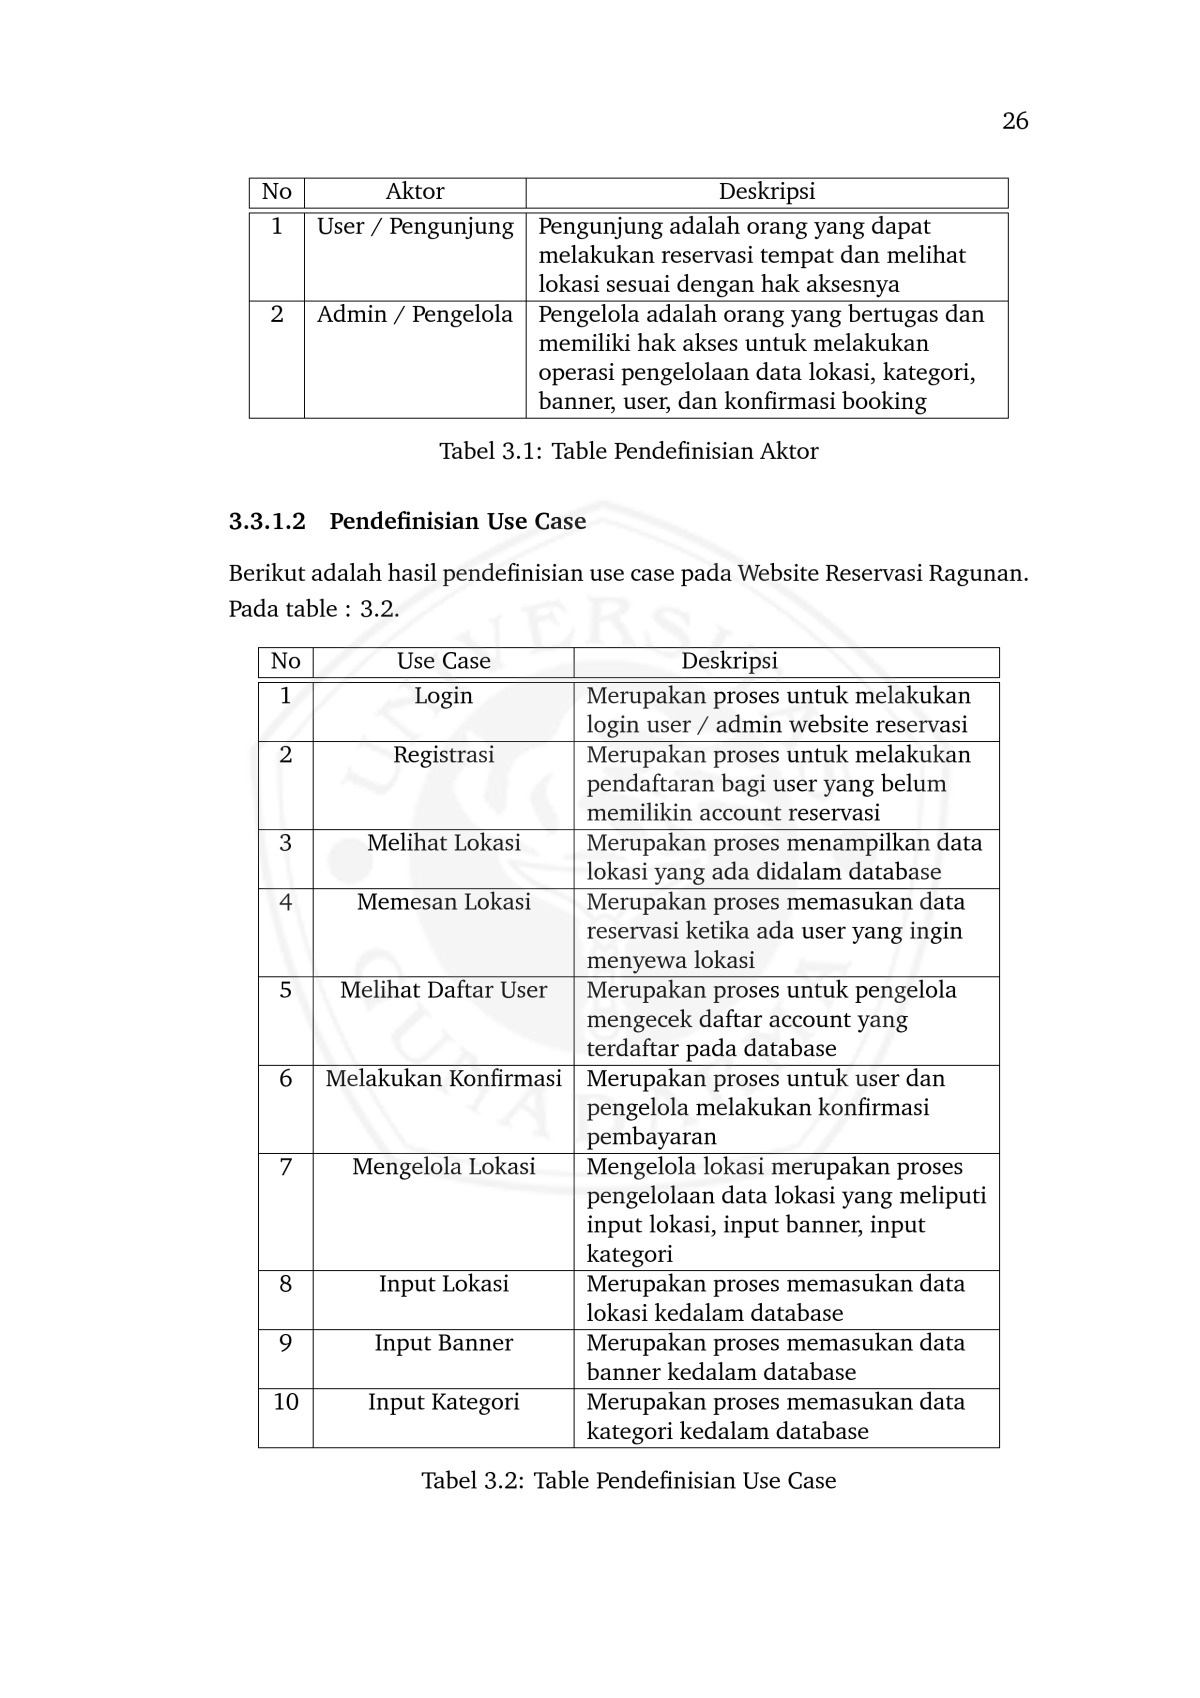 26
No Aktor Deskripsi
1 User / Pengunjung Pengunjung adalah orang yang dapat
melakukan reservasi tempat dan melihat
lokasi sesuai dengan hak aksesnya
2 Admin / Pengelola Pengelola adalah orang yang bertugas dan
memiliki hak akses untuk melakukan
operasi pengelolaan data lokasi, kategori,
banner, user, dan konfirmasi booking
Tabel 3.1: Table Pendefinisian Aktor
3.3.1.2 Pendefinisian Use Case
Berikut adalah hasil pendefinisian use case pada Website Reservasi Ragunan.
Pada table : 3.2.
No Use Case Deskripsi
1 Login Merupakan proses untuk melakukan
login user / admin website reservasi
2 Registrasi Merupakan proses untuk melakukan
pendaftaran bagi user yang belum
memilikin account reservasi
3 Melihat Lokasi Merupakan proses menampilkan data
lokasi yang ada didalam database
4 Memesan Lokasi Merupakan proses memasukan data
reservasi ketika ada user yang ingin
menyewa lokasi
5 Melihat Daftar User Merupakan proses untuk pengelola
mengecek daftar account yang
terdaftar pada database
6 Melakukan Konfirmasi Merupakan proses untuk user dan
pengelola melakukan konfirmasi
pembayaran
7 Mengelola Lokasi Mengelola lokasi merupakan proses
pengelolaan data lokasi yang meliputi
input lokasi, input banner, input
kategori
8 Input Lokasi Merupakan proses memasukan data
lokasi kedalam database
9 Input Banner Merupakan proses memasukan data
banner kedalam database
10 Input Kategori Merupakan proses memasukan data
kategori kedalam database
Tabel 3.2: Table Pendefinisian Use Case
UNIVERSITAS
GUNADARMA